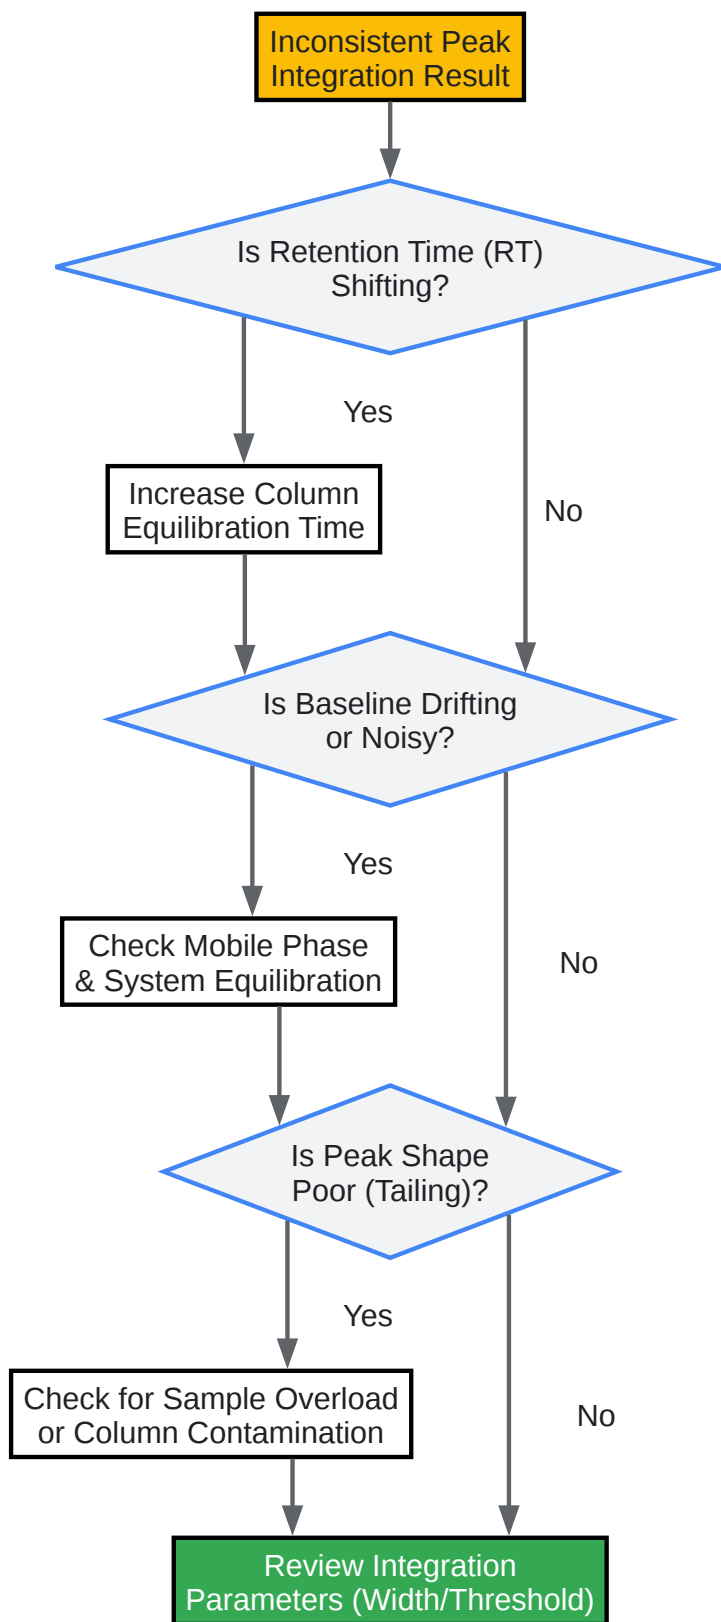 Inconsistent Peak
Integration Result
Is Retention Time (RT)
Shifting?
Yes
Increase Column
Equilibration Time
No
Is Baseline Drifting
or Noisy?
Yes
Check Mobile Phase
& System Equilibration
No
Is Peak Shape
Poor (Tailing)?
Yes
Check for Sample Overload
or Column Contamination
No
Review Integration
Parameters (Width/Threshold)